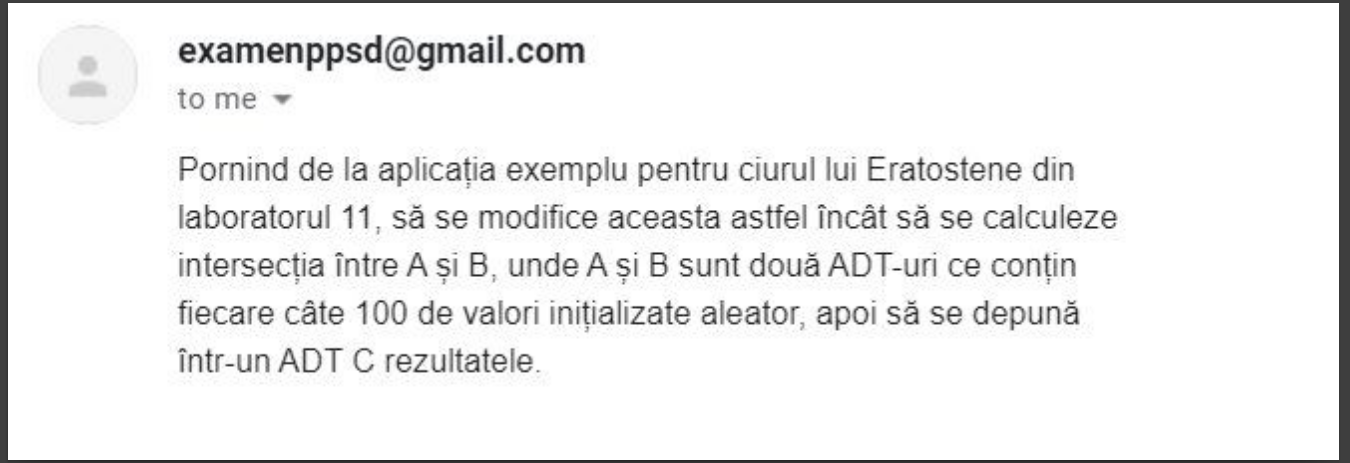 examenppsd@gmail.com
to me
Pornind de la aplicația exemplu pentru ciurul lui Eratostene din
laboratorul 11, să se modifice aceasta astfel încât să se calculeze
intersecția între A și B, unde A și B sunt două ADT-uri ce conțin
fiecare câte 100 de valori inițializate aleator, apoi să se depună
într-un ADT C rezultatele.